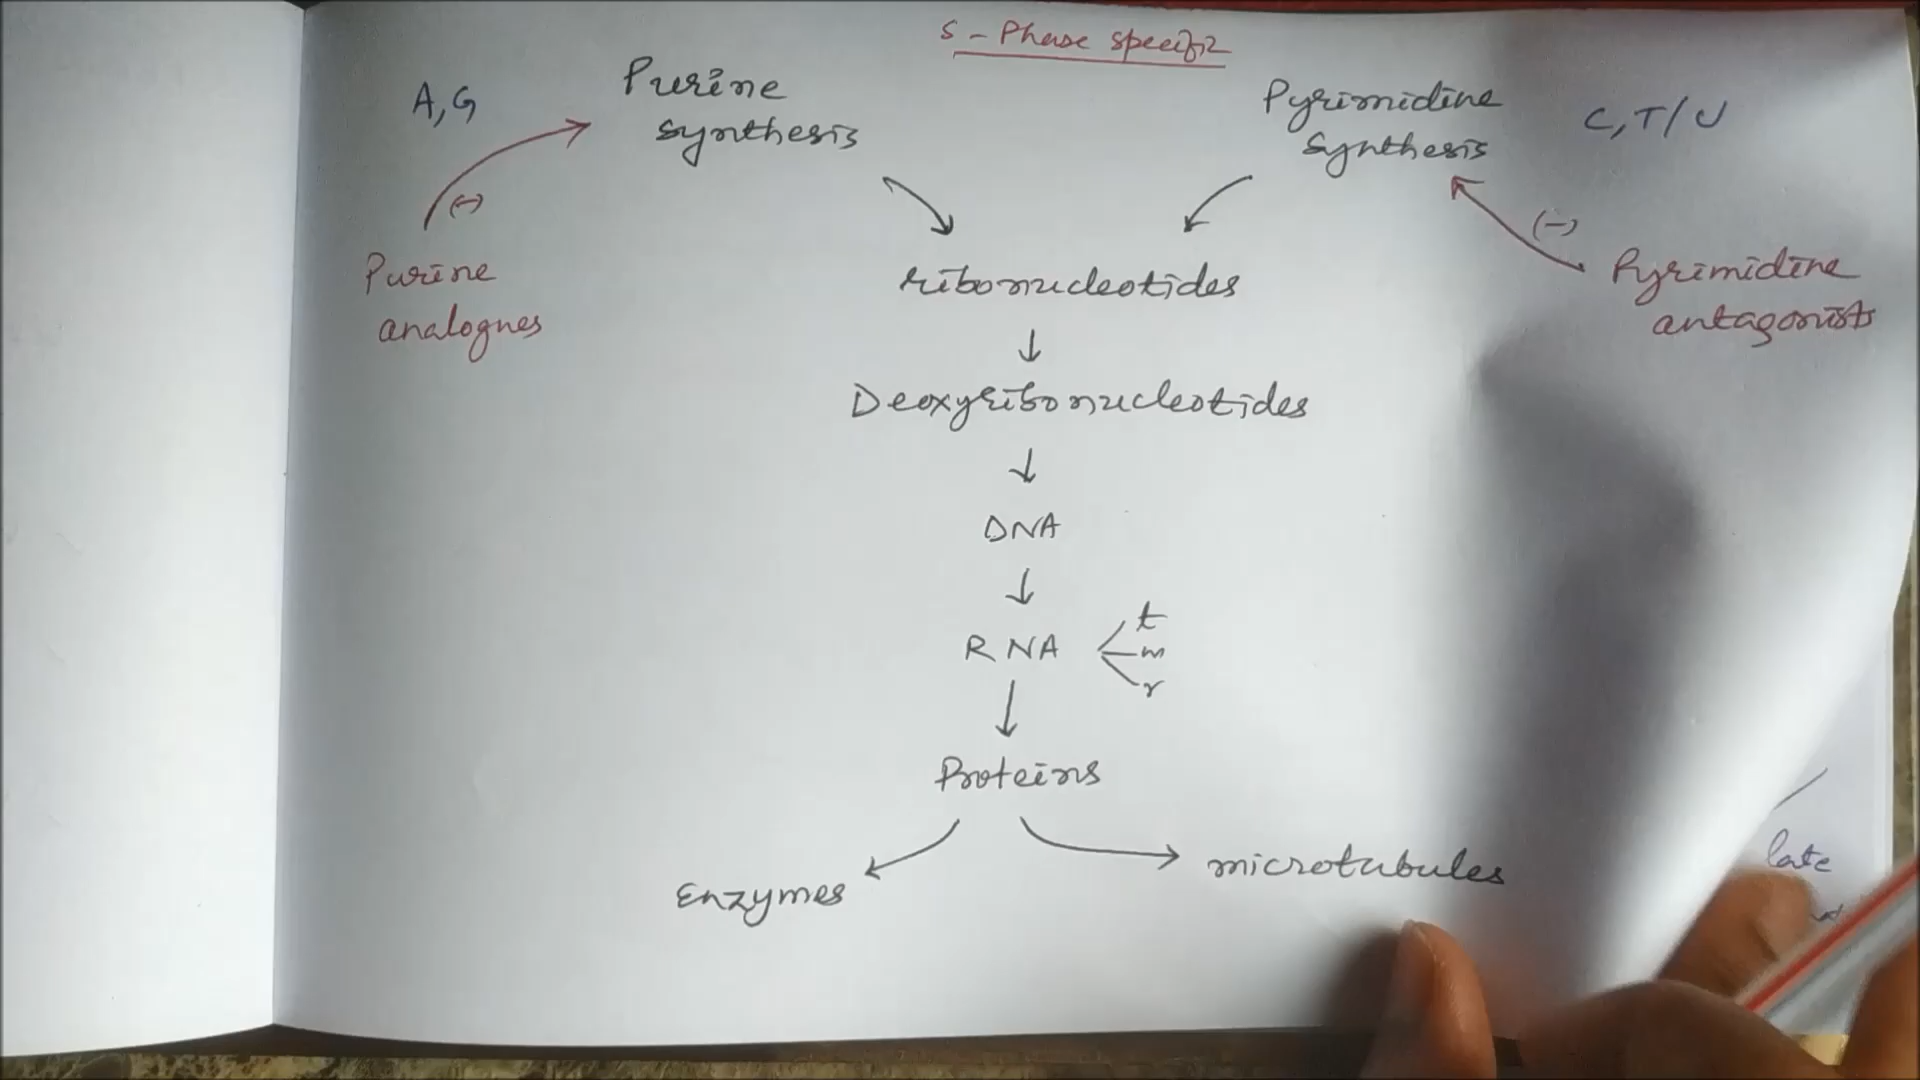 S - Phase specific
A, G
Purine
synthesis
Pyrimidine
synthesis
C, T/U
(-)
(-)
Purine
analogues
Pyrimidine
antagonists
ribonucleotides
↓
Deoxyribonucleotides
↓
DNA
↓
RNA
t
m
r
↓
Proteins
Enzymes
microtubules
late